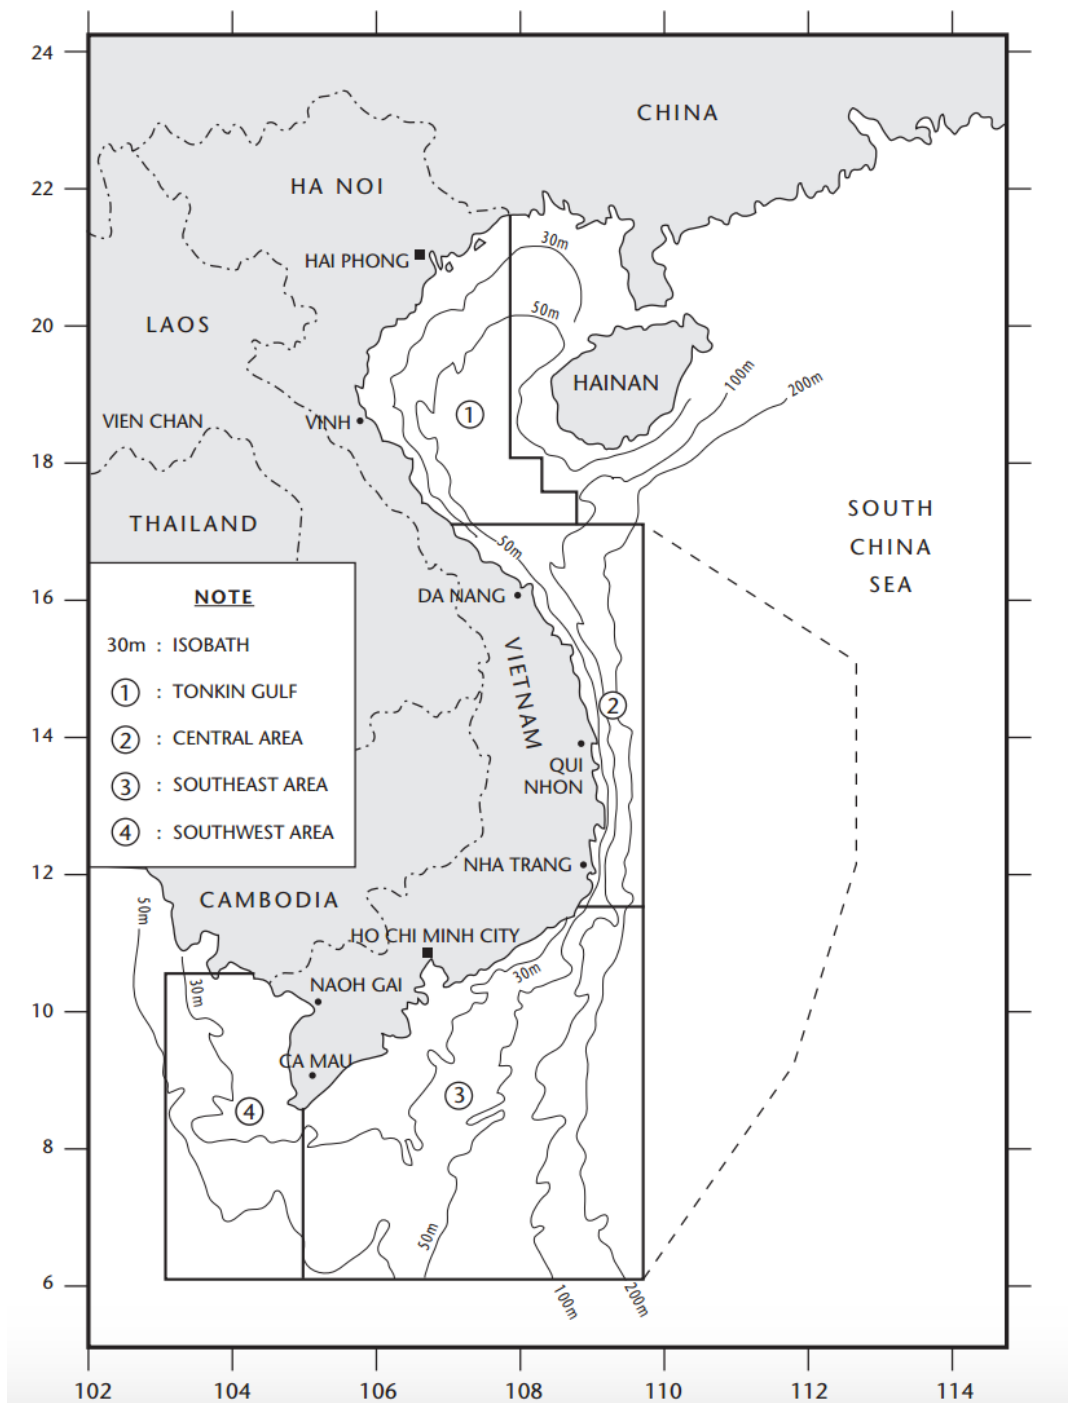 24
22
20
18
16
14
12
10
8
6
102
104
106
108
110
112
114
CHINA
HA NOI
HAI PHONG
LAOS
HAINAN
VIEN CHAN
VINH
THAILAND
SOUTH
CHINA
SEA
DA NANG
VIETNAM
QUI
NHON
NHA TRANG
CAMBODIA
HO CHI MINH CITY
NAOH GAI
CA MAU
30m
50m
100m
200m
50m
50m
30m
30m
50m
100m
200m
1
2
3
4
NOTE
30m : ISOBATH
1 : TONKIN GULF
2 : CENTRAL AREA
3 : SOUTHEAST AREA
4 : SOUTHWEST AREA